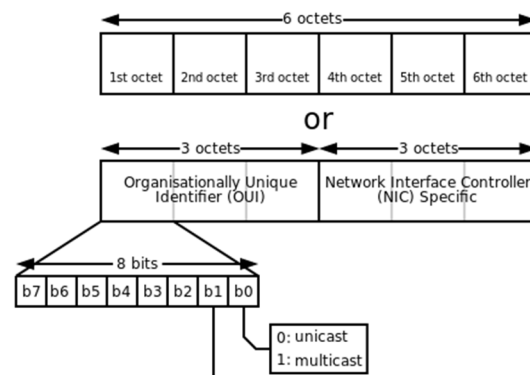 6 octets
1st octet 2nd octet 3rd octet 4th octet 5th octet 6th octet
or
3 octets 3 octets
Organisationally Unique
Identifier (OUI)
Network Interface Controller
(NIC) Specific
8 bits
b7 b6 b5 b4 b3 b2 b1 b0
0: unicast
1: multicast